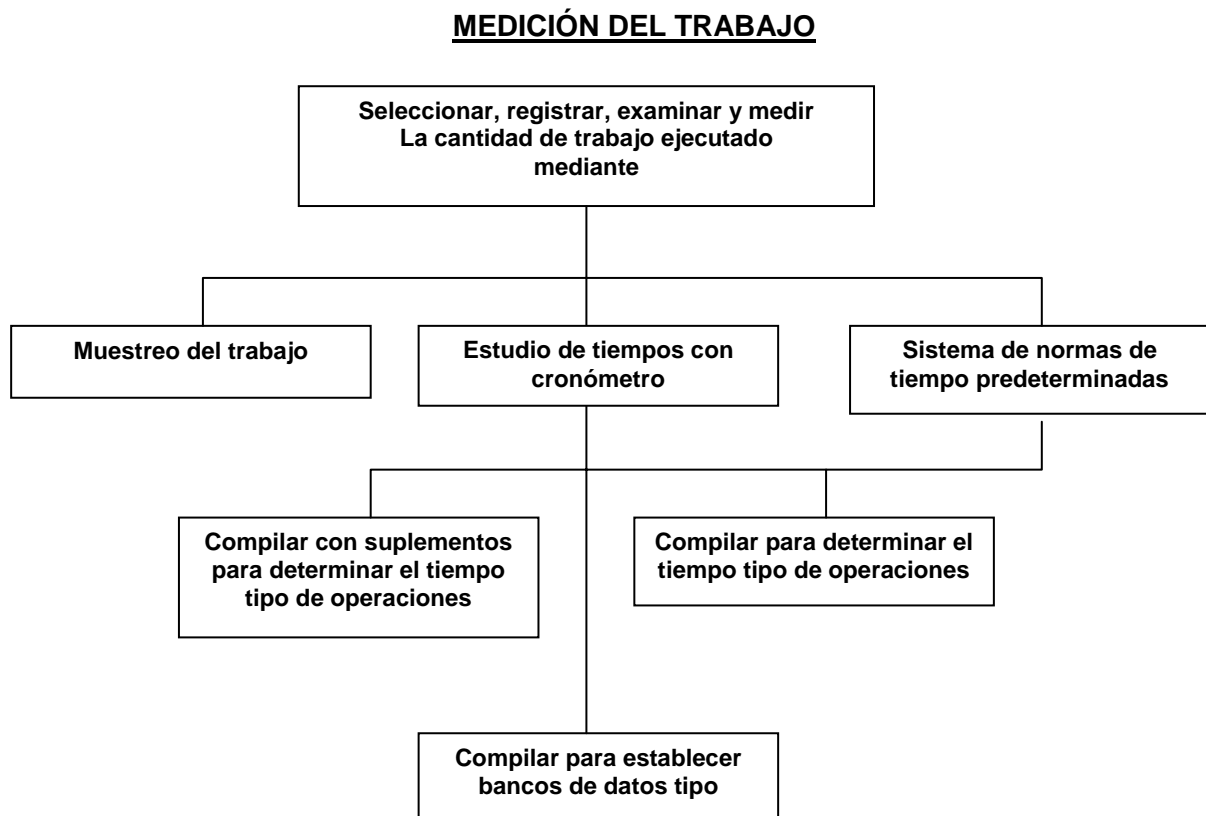 MEDICIÓN DEL TRABAJO
Seleccionar, registrar, examinar y medir
La cantidad de trabajo ejecutado
mediante
Muestreo del trabajo
Estudio de tiempos con
cronómetro
Sistema de normas de
tiempo predeterminadas
Compilar con suplementos
para determinar el tiempo
tipo de operaciones
Compilar para determinar el
tiempo tipo de operaciones
Compilar para establecer
bancos de datos tipo